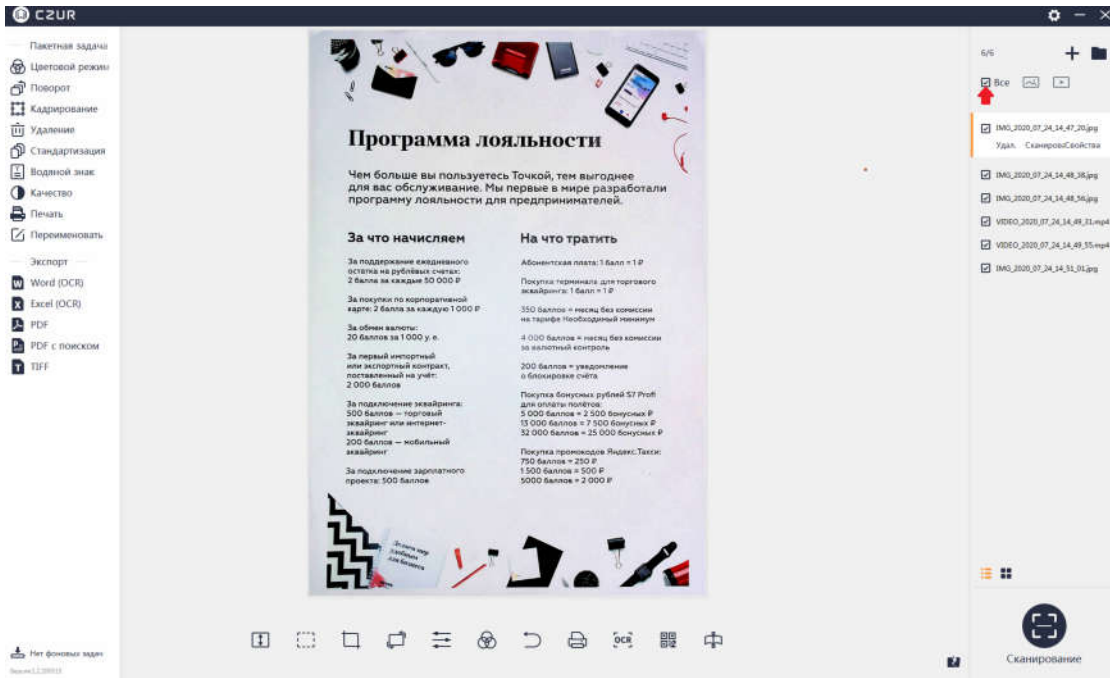 CZUR
Пакетная задача
Цветовой режим
Поворот
Кадрирование
Удаление
Стандартизация
Водяной знак
Качество
Печать
Переименовать
Экспорт
Word (OCR)
Excel (OCR)
PDF
PDF с поиском
TIFF
Нет фоновых задач
Программа лояльности
Чем больше вы пользуетесь Точкой, тем выгоднее
для вас обслуживание. Мы первые в мире разработали
программу лояльности для предпринимателей.
За что начисляем
За поддержание ежедневного
остатка на рублёвых счетах:
2 балла за каждые 50 000 ₽
За покупки по корпоративной
карте: 2 балла за каждую 1 000 ₽
За обмен валюты:
20 баллов за 1 000 у. е.
За первый импортный
или экспортный контракт,
поставленный на учёт:
2 000 баллов
За подключение эквайринга:
500 баллов — торговый
эквайринг или интернет-
эквайринг
200 баллов — мобильный
эквайринг
За подключение зарплатного
проекта: 500 баллов
На что тратить
Абонентская плата: 1 балл = 1 ₽
Покупка терминала для торгового
эквайринга: 1 балл = 1 ₽
350 баллов = месяц без комиссии
на тарифе Необходимый минимум
4 000 баллов = месяц без комиссии
за валютный контроль
200 баллов = уведомление
о блокировке счёта
Покупка бонусных рублей S7 Profi
для оплаты полётов:
5 000 баллов = 2 500 бонусных ₽
15 000 баллов = 7 500 бонусных ₽
32 000 баллов = 25 000 бонусных ₽
Покупка промокодов Яндекс.Такси:
750 баллов = 250 ₽
1 500 баллов = 500 ₽
5000 баллов = 2 000 ₽
Делаем мир
удобным
для бизнеса
OCR
6/6
Все
IMG_2020_07_24_14_47_20.jpg
Удал. Сканиров Свойства
IMG_2020_07_24_14_48_38.jpg
IMG_2020_07_24_14_48_56.jpg
VIDEO_2020_07_24_14_49_21.mp4
VIDEO_2020_07_24_14_49_55.mp4
IMG_2020_07_24_14_51_01.jpg
Сканирование